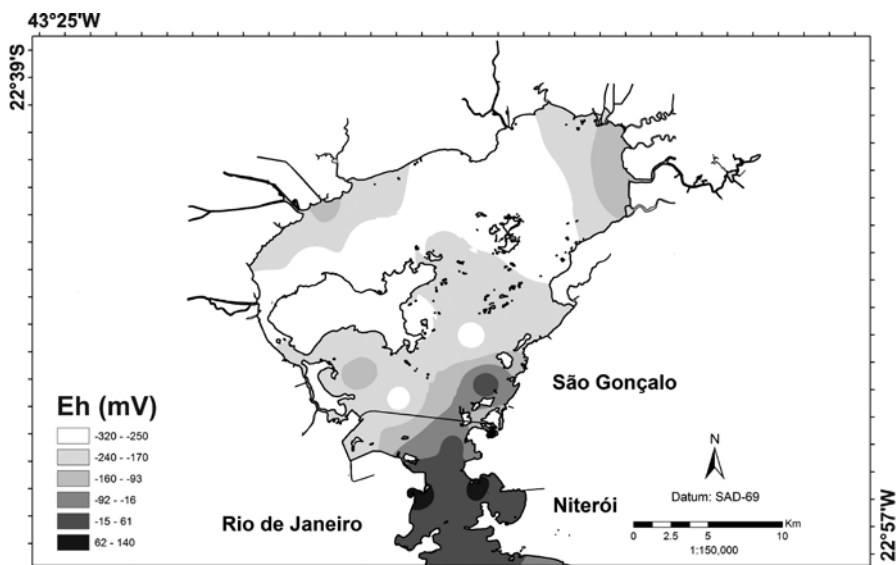 43°25'W
22°39'S
São Gonçalo
Eh (mV)
-320 - -250
-240 - -170
-160 - -93
-92 - -16
-15 - 61
62 - 140
N
Datum: SAD-69
Niterói
Rio de Janeiro
0 2.5 5 10 Km
1:150,000
22°57'S